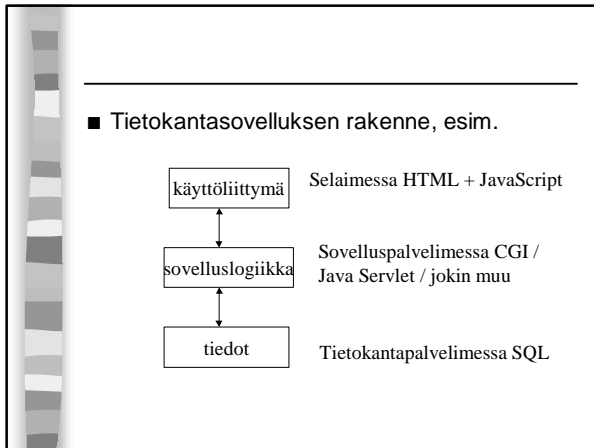 Tietokantasovelluksen rakenne, esim.
käyttöliittymä
Selaimessa HTML + JavaScript
sovelluslogiikka
Sovelluspalvelimessa CGI /
Java Servlet / jokin muu
tiedot
Tietokantapalvelimessa SQL